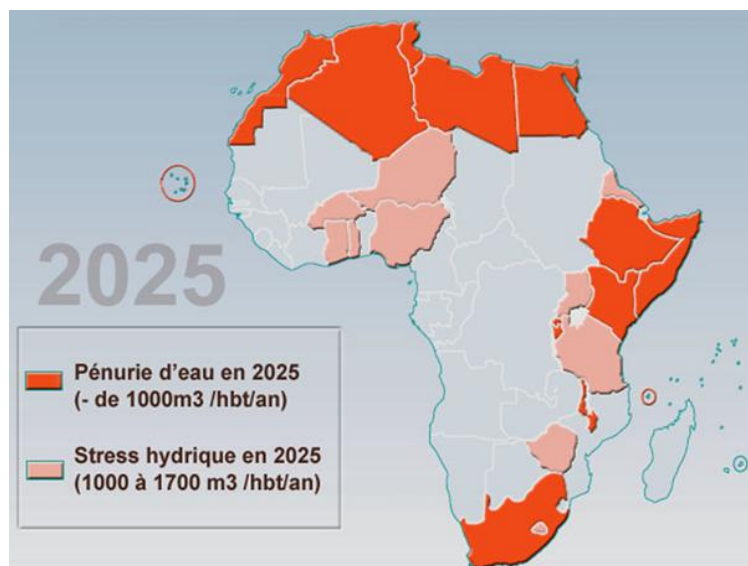 2025
Pénurie d'eau en 2025
(- de 1000m3 /hbt/an)
Stress hydrique en 2025
(1000 à 1700 m3 /hbt/an)